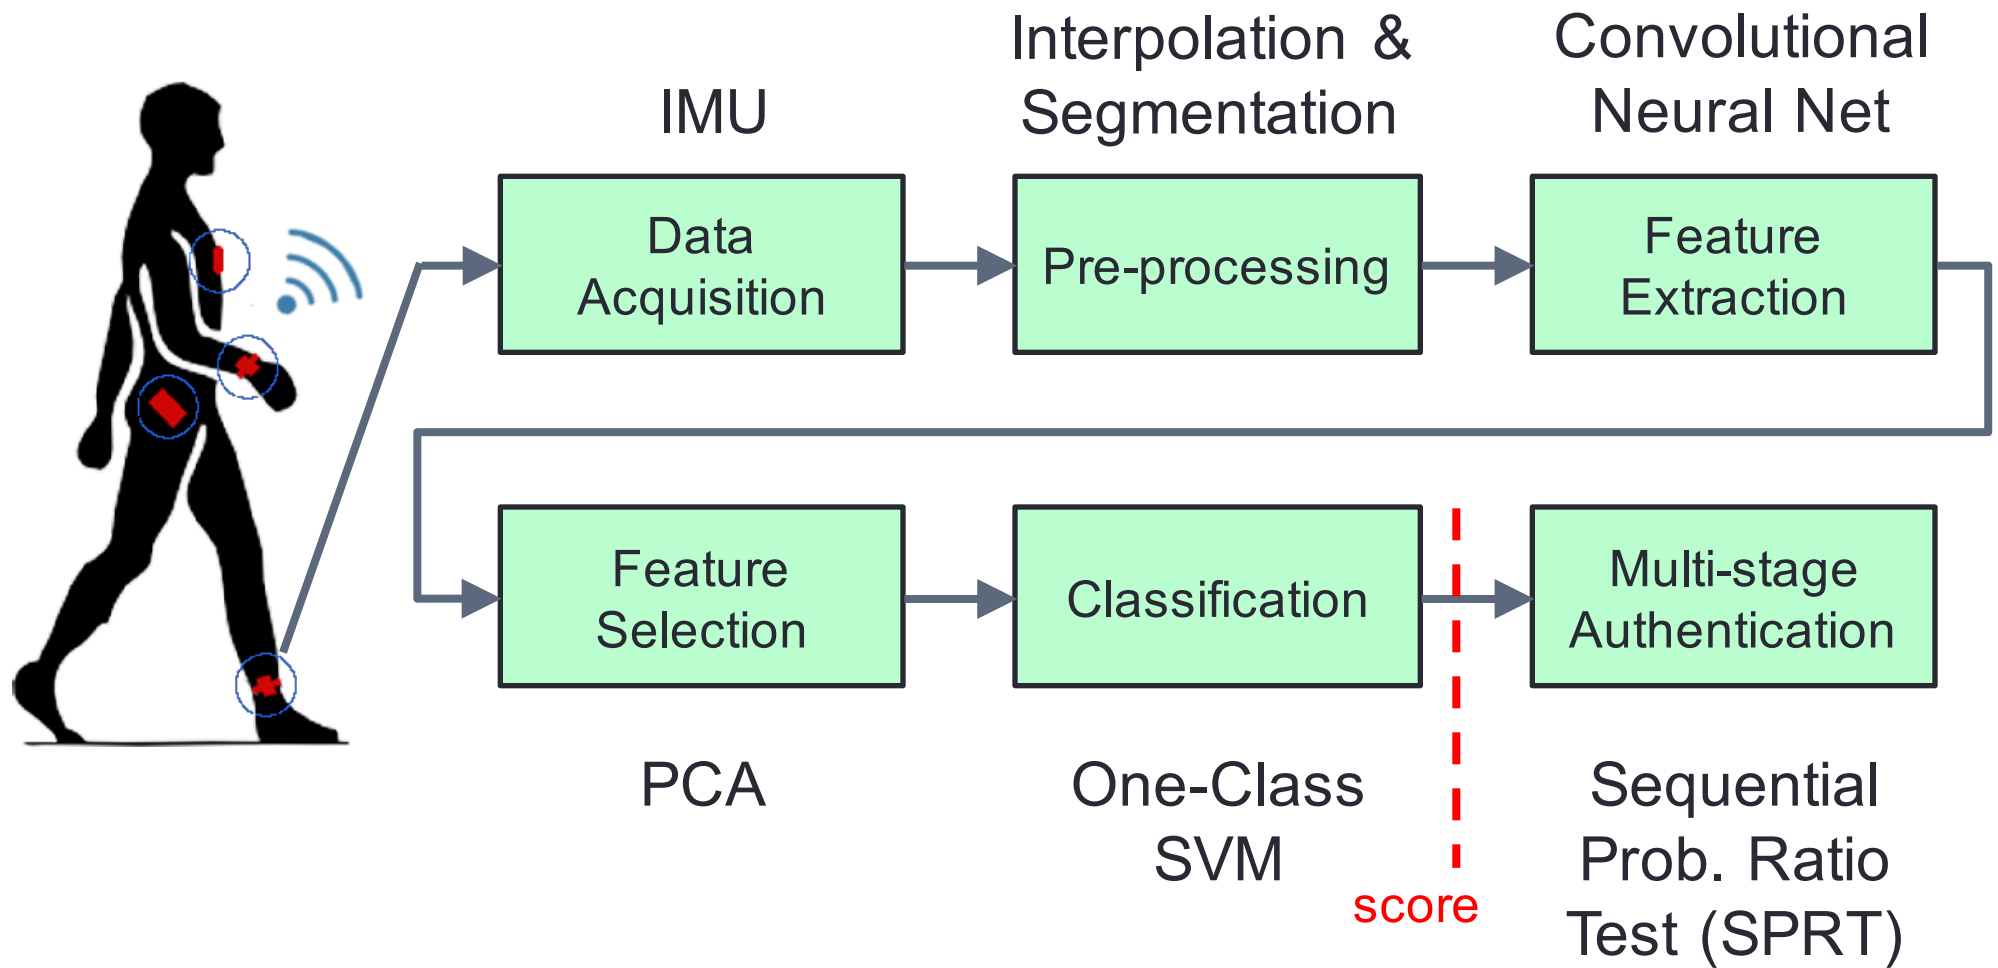 IMU
Interpolation &
Segmentation
Convolutional
Neural Net
Data
Acquisition
Pre-processing
Feature
Extraction
Feature
Selection
Classification
Multi-stage
Authentication
PCA
One-Class
SVM
score
Sequential
Prob. Ratio
Test (SPRT)